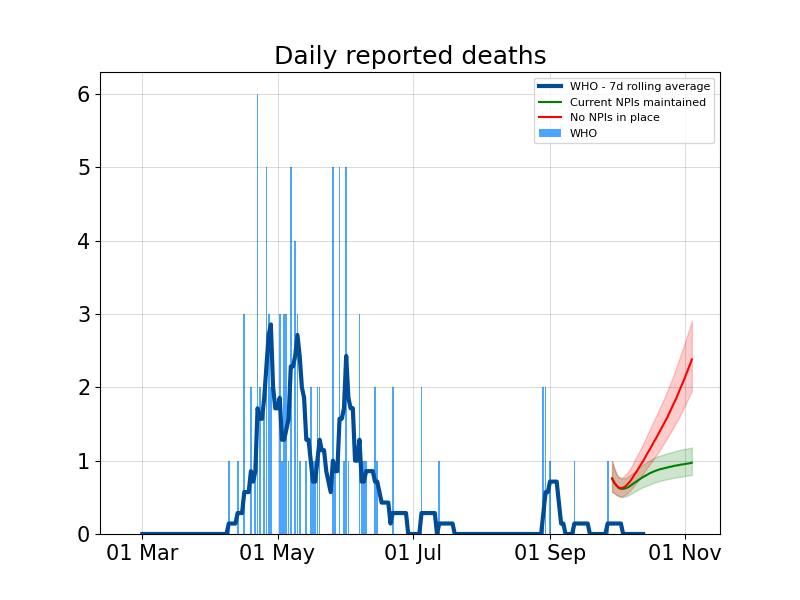 Daily reported deaths
WHO - 7d rolling average
Current NPIs maintained
No NPIs in place
WHO
6
5
4
3
2
1
0
01 Mar
01 May
01 Jul
01 Sep
01 Nov